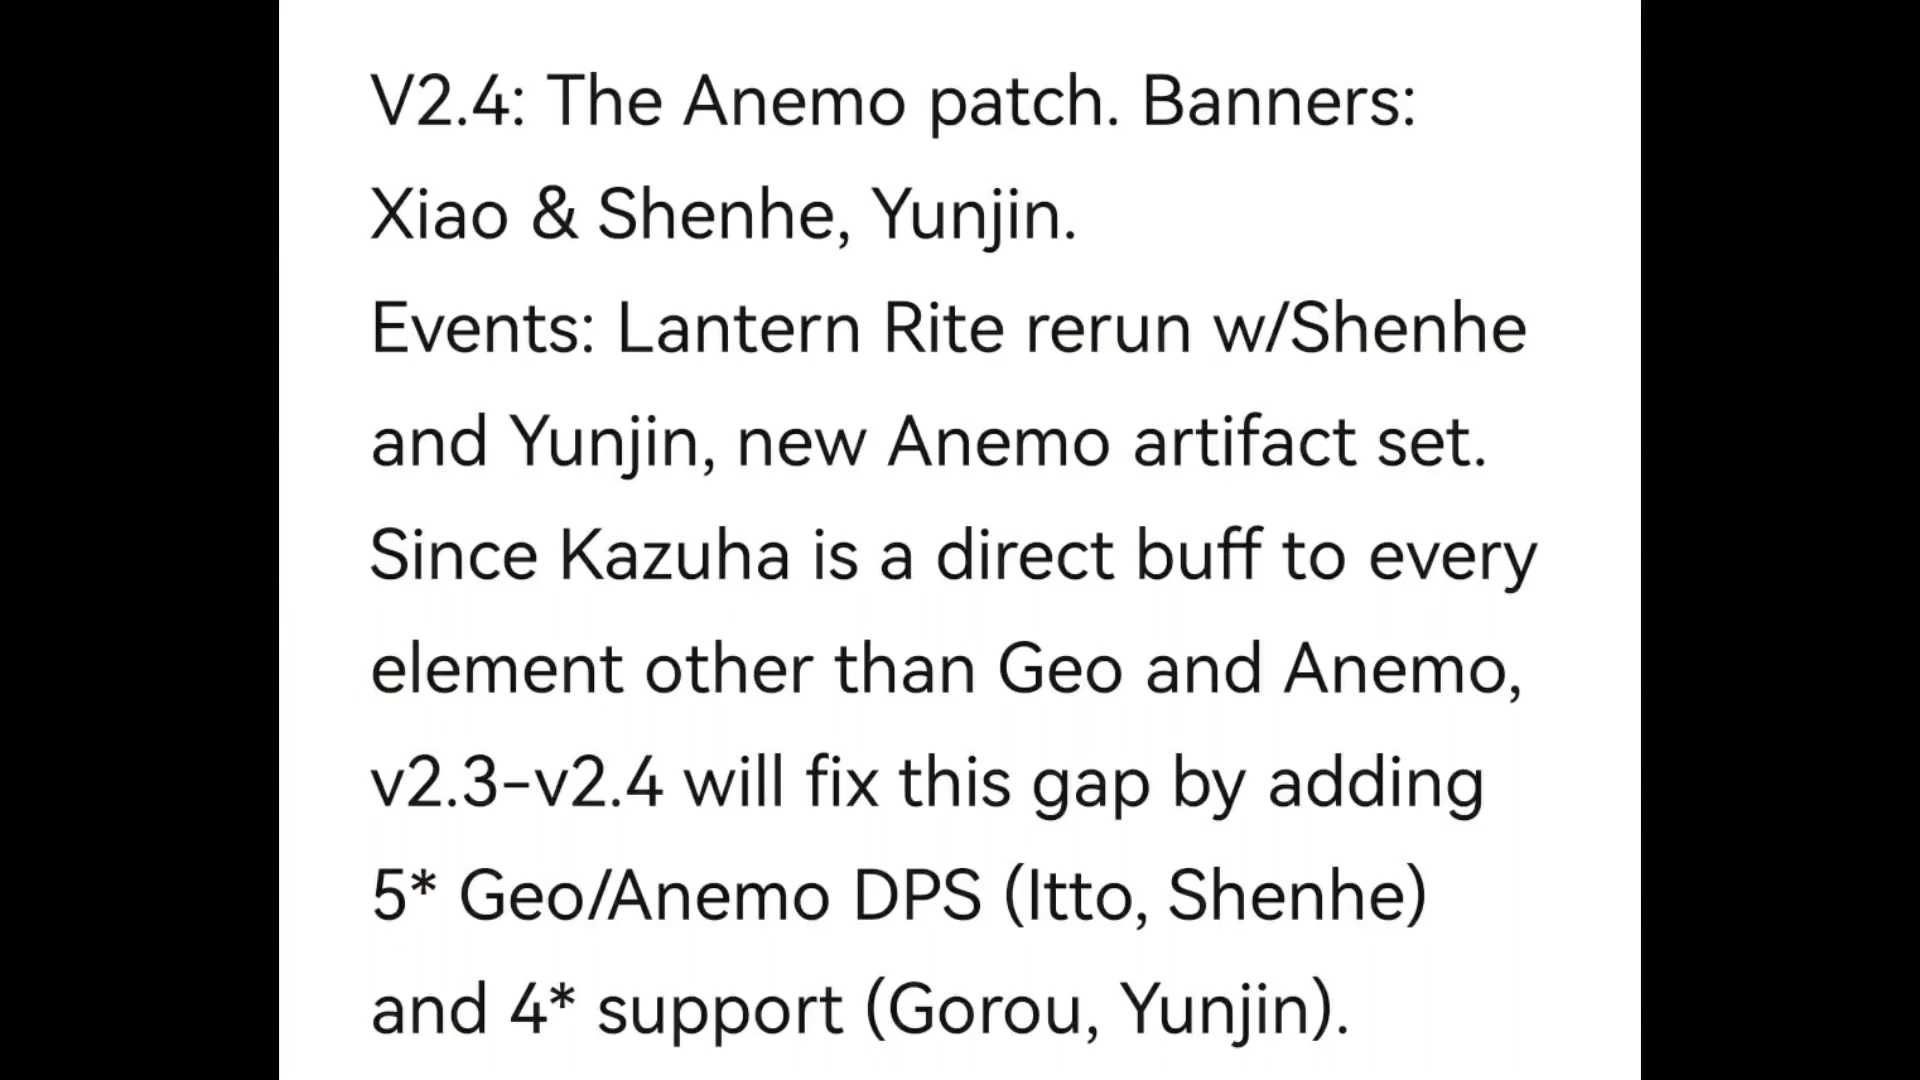 V2.4: The Anemo patch. Banners:
Xiao & Shenhe, Yunjin.
Events: Lantern Rite rerun w/Shenhe
and Yunjin, new Anemo artifact set.
Since Kazuha is a direct buff to every
element other than Geo and Anemo,
v2.3-v2.4 will fix this gap by adding
5* Geo/Anemo DPS (Itto, Shenhe)
and 4* support (Gorou, Yunjin).